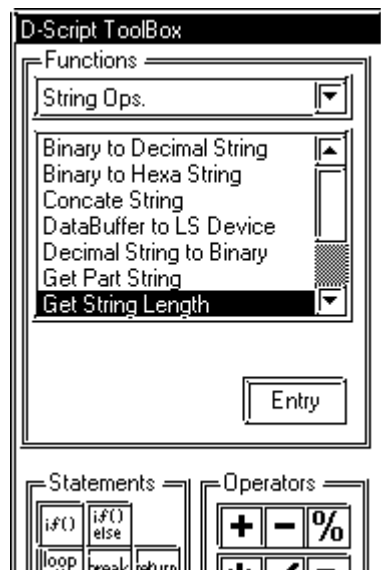 D-Script ToolBox
Functions
String Ops.
Binary to Decimal String
Binary to Hexa String
Concate String
DataBuffer to LS Device
Decimal String to Binary
Get Part String
Get String Length
Entry
Statements Operators
if() if() else + - %
loop break return